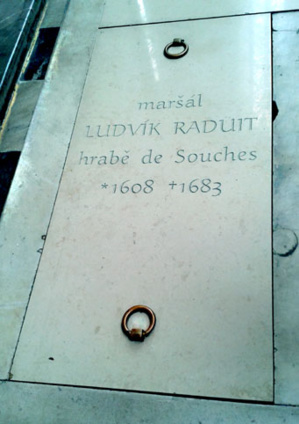 maršál
LUDVÍK RADUIT
hrabě de Souches
*1608 †1683